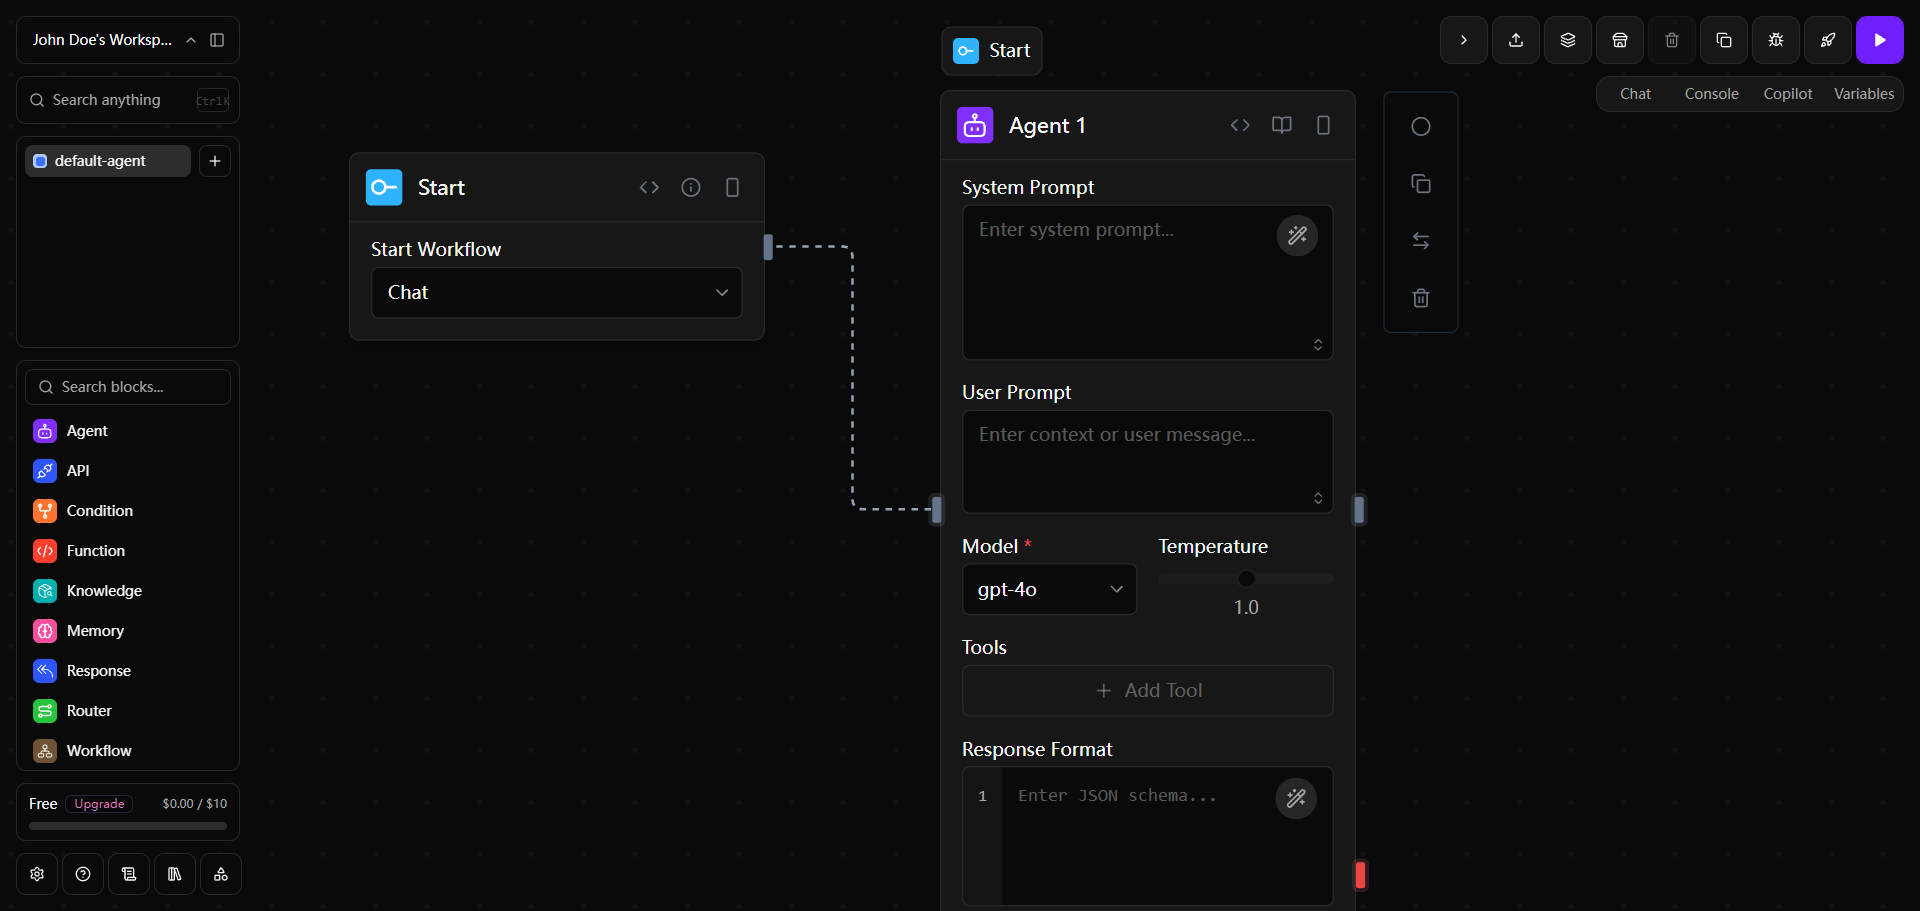 John Doe's Worksp...
Search anything
Ctrl K
default-agent
Search blocks...
Agent
API
Condition
Function
Knowledge
Memory
Response
Router
Workflow
Free
Upgrade
$0.00 / $10
Start
Start Workflow
Chat
Start
Agent 1
System Prompt
Enter system prompt...
User Prompt
Enter context or user message...
Model *
Temperature
gpt-4o
1.0
Tools
+ Add Tool
Response Format
1
Enter JSON schema...
Chat
Console
Copilot
Variables